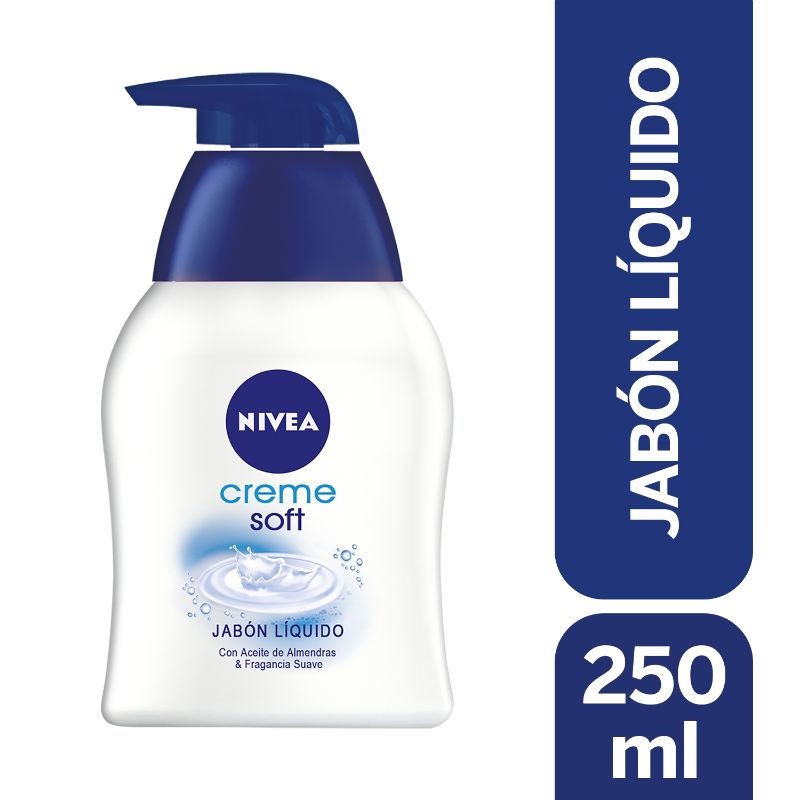 NIVEA
creme
soft
JABÓN LÍQUIDO
Con Aceite de Almendras
& Fragancia Suave
JABÓN LÍQUIDO
250
ml